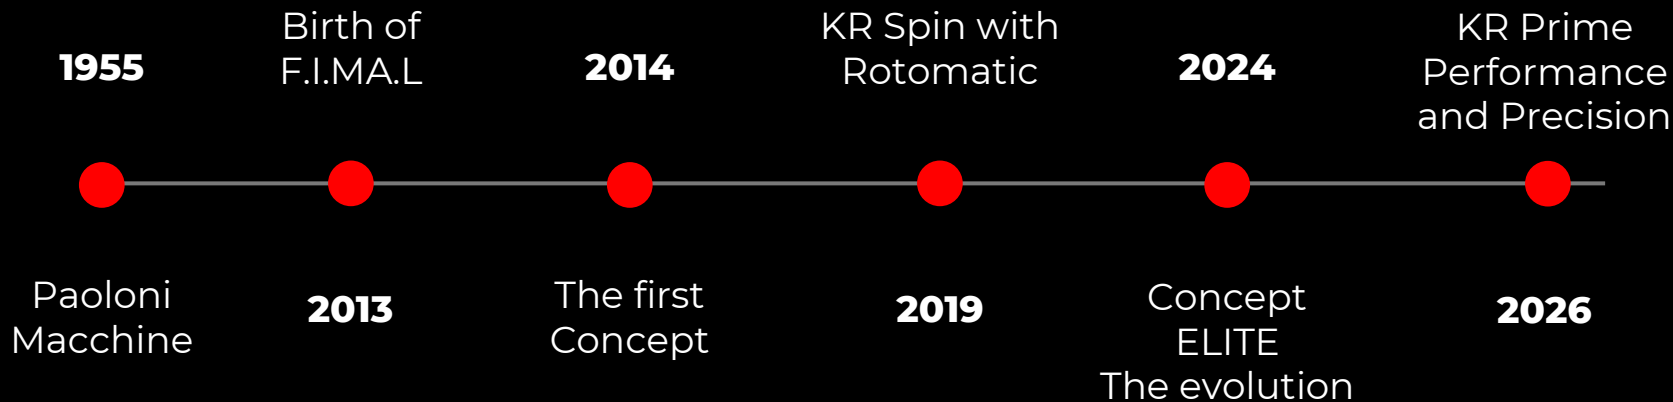 1955
Paoloni
Macchine
Birth of
F.I.MA.L
2013
2014
The first
Concept
KR Spin with
Rotomatic
2019
2024
Concept
ELITE
The evolution
KR Prime
Performance
and Precision
2026